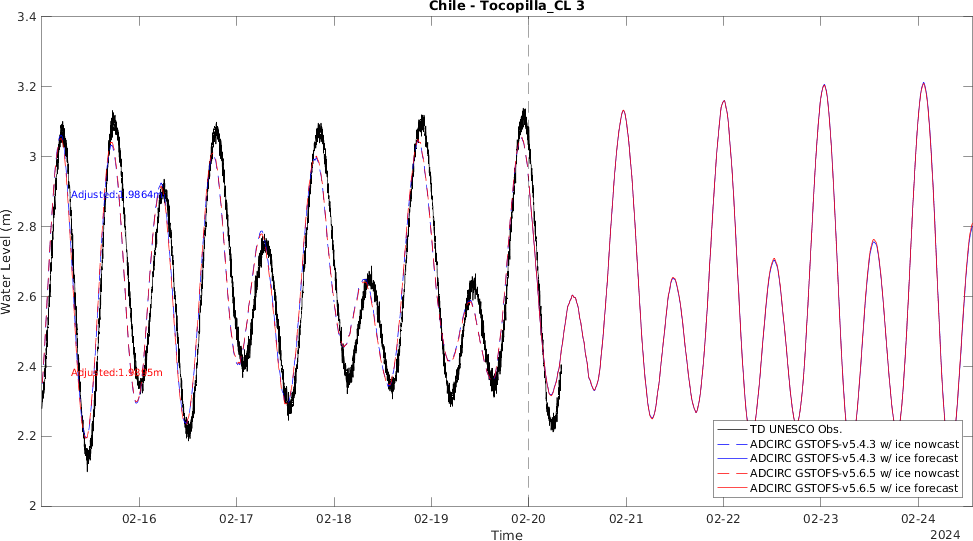 Chile - Tocopilla_CL 3
Water Level (m)
3.4
3.2
3
2.8
2.6
2.4
2.2
2
Adjusted:1.9864m
02-16
02-17
02-18
02-19
02-20
02-21
02-22
02-23
02-24
Time
2024
TD UNESCO Obs.
ADCIRC GSTOFS-v5.4.3 w/ ice nowcast
ADCIRC GSTOFS-v5.4.3 w/ ice forecast
ADCIRC GSTOFS-v5.6.5 w/ ice nowcast
ADCIRC GSTOFS-v5.6.5 w/ ice forecast